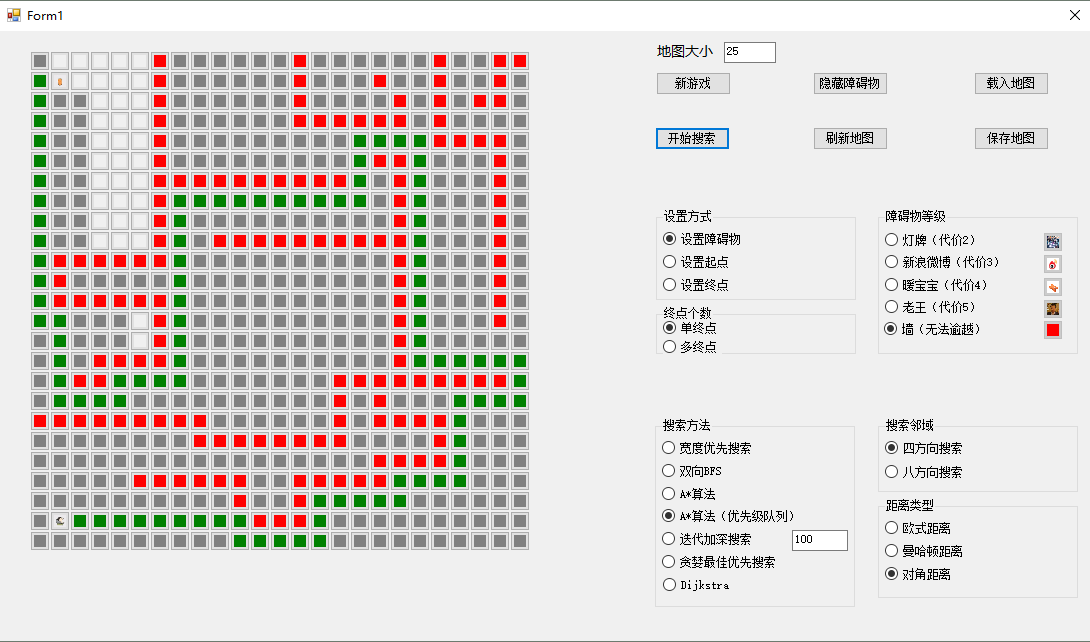 Form1
地图大小 25
新游戏 隐藏障碍物 载入地图
开始搜索 刷新地图 保存地图
设置方式
设置障碍物
设置起点
设置终点
终点个数
单终点
多终点
障碍物等级
灯牌（代价2）
新浪微博（代价3）
暖宝宝（代价4）
老王（代价5）
墙（无法逾越）
搜索方法
宽度优先搜索
双向BFS
A*算法
A*算法（优先级队列）
迭代加深搜索 100
贪婪最佳优先搜索
Dijkstra
搜索邻域
四方向搜索
八方向搜索
距离类型
欧式距离
曼哈顿距离
对角距离